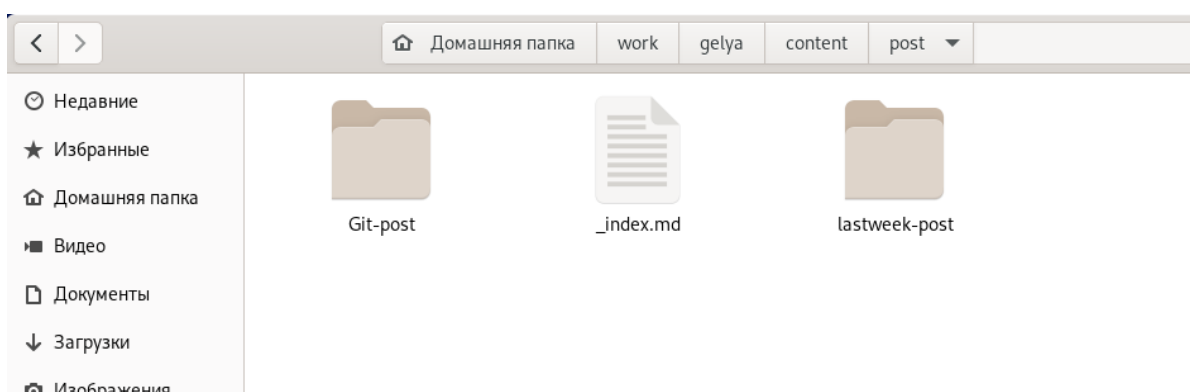 Домашняя папка work gelya content post
Недавние
Избранные
Домашняя папка
Видео
Документы
Загрузки
Изображения
Git-post _index.md lastweek-post